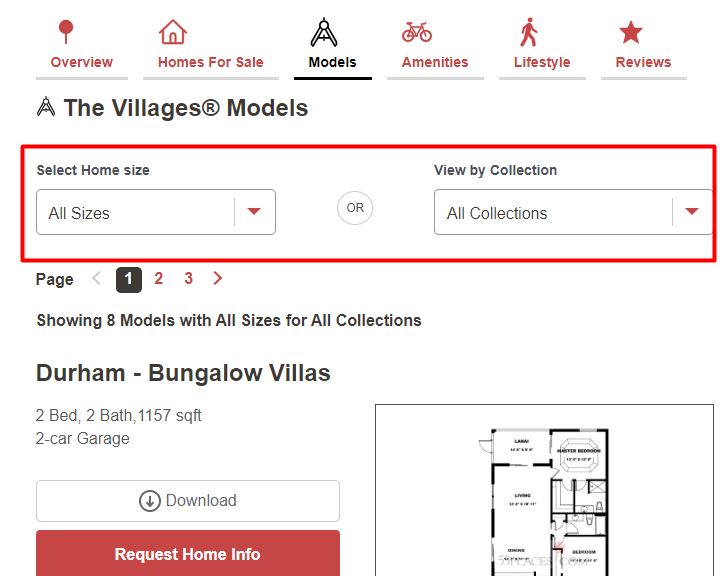 Overview Homes For Sale Models Amenities Lifestyle Reviews
The Villages® Models
Select Home size
View by Collection
All Sizes
OR
All Collections
Page 1 2 3
Showing 8 Models with All Sizes for All Collections
Durham - Bungalow Villas
2 Bed, 2 Bath,1157 sqft
2-car Garage
Download
Request Home Info
LANAI
MASTER BEDROOM
LIVING
DINING
BEDROOM
55PLACES.COM